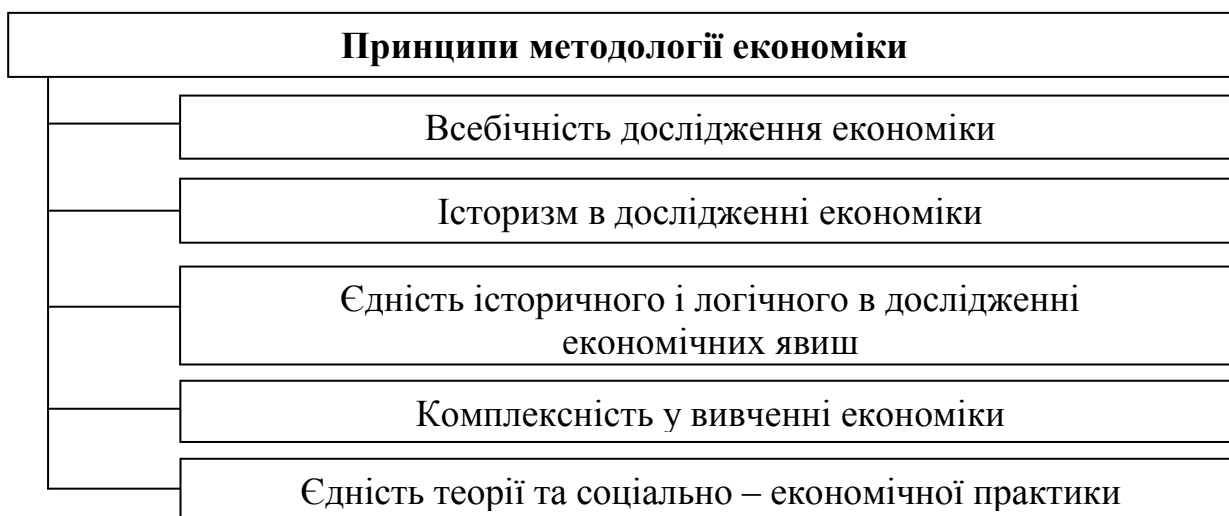 Принципи методології економіки
Всебічність дослідження економіки
Історизм в дослідженні економіки
Єдність історичного і логічного в дослідженні
економічних явиш
Комплексність у вивченні економіки
Єдність теорії та соціально – економічної практики